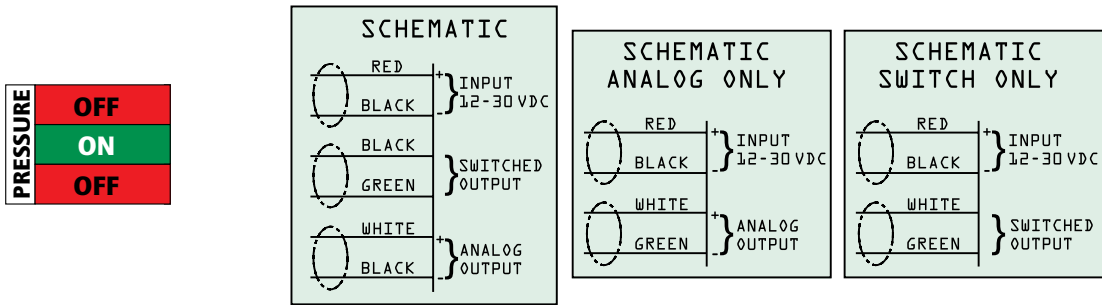 PRESSURE
OFF
ON
OFF
SCHEMATIC
RED
+
INPUT
12-30 VDC
BLACK
-
BLACK
SWITCHED
OUTPUT
GREEN
WHITE
+
ANALOG
OUTPUT
BLACK
-
SCHEMATIC
ANALOG ONLY
RED
+
INPUT
12-30 VDC
BLACK
-
WHITE
+
ANALOG
OUTPUT
GREEN
-
SCHEMATIC
SWITCH ONLY
RED
+
INPUT
12-30 VDC
BLACK
-
WHITE
SWITCHED
OUTPUT
GREEN